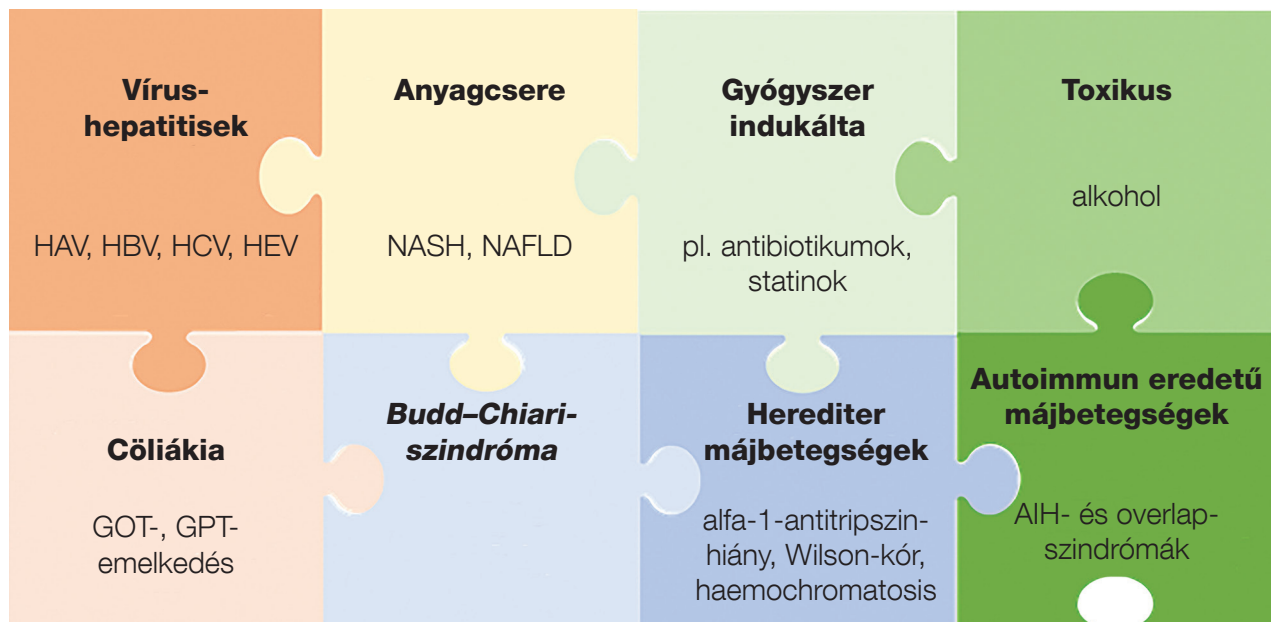 Vírus-
hepatitisek
HAV, HBV, HCV, HEV
Anyagcsere
NASH, NAFLD
Gyógyszer
indukálta
pl. antibiotikumok,
statinok
Toxikus
alkohol
Cöliákia
GOT-, GPT-
emelkedés
Budd–Chiari-
szindróma
Herediter
májbetegségek
alfa-1-antitripszin-
hiány, Wilson-kór,
haemochromatosis
Autoimmun eredetű
májbetegségek
AIH- és overlap-
szindrómák